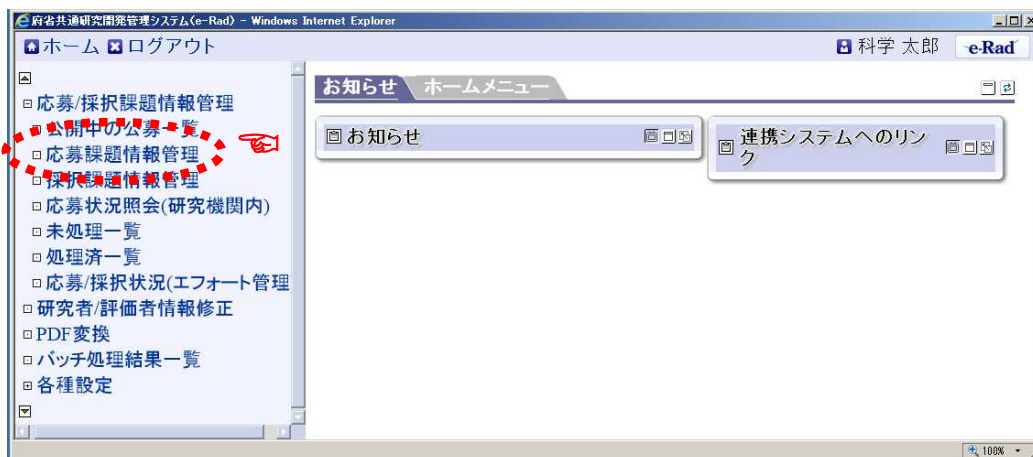 府省共通研究開発管理システム(e-Rad) - Windows Internet Explorer
ホーム ログアウト 科学 太郎 e-Rad
応募/採択課題情報管理
公開中の公募一覧
応募課題情報管理
採択課題情報管理
応募状況照会(研究機関内)
未処理一覧
処理済一覧
応募/採択状況(エフォート管理
研究者/評価者情報修正
PDF変換
バッチ処理結果一覧
各種設定
お知らせ ホームメニュー
お知らせ
連携システムへのリン
ク
100%